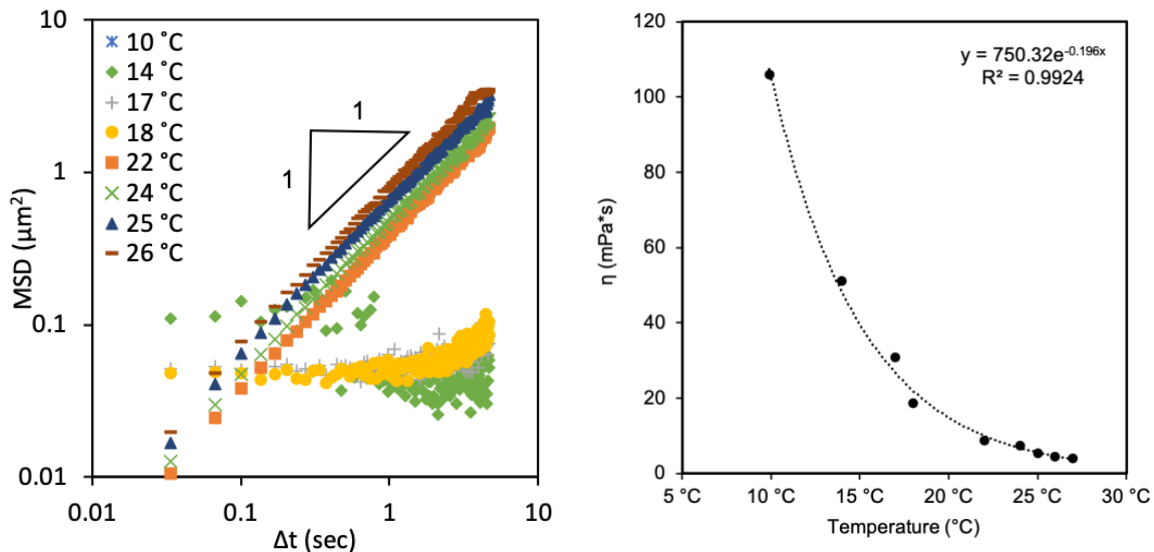 10
1
0.1
0.01
MSD (µm²)
10 ˚C
14 ˚C
17 ˚C
18 ˚C
22 ˚C
24 ˚C
25 ˚C
26 ˚C
1
1
0.01
0.1
1
10
Δt (sec)
120
100
80
60
40
20
0
η (mPa*s)
y = 750.32e^-0.196x
R² = 0.9924
5 °C
10 °C
15 °C
20 °C
25 °C
30 °C
Temperature (°C)